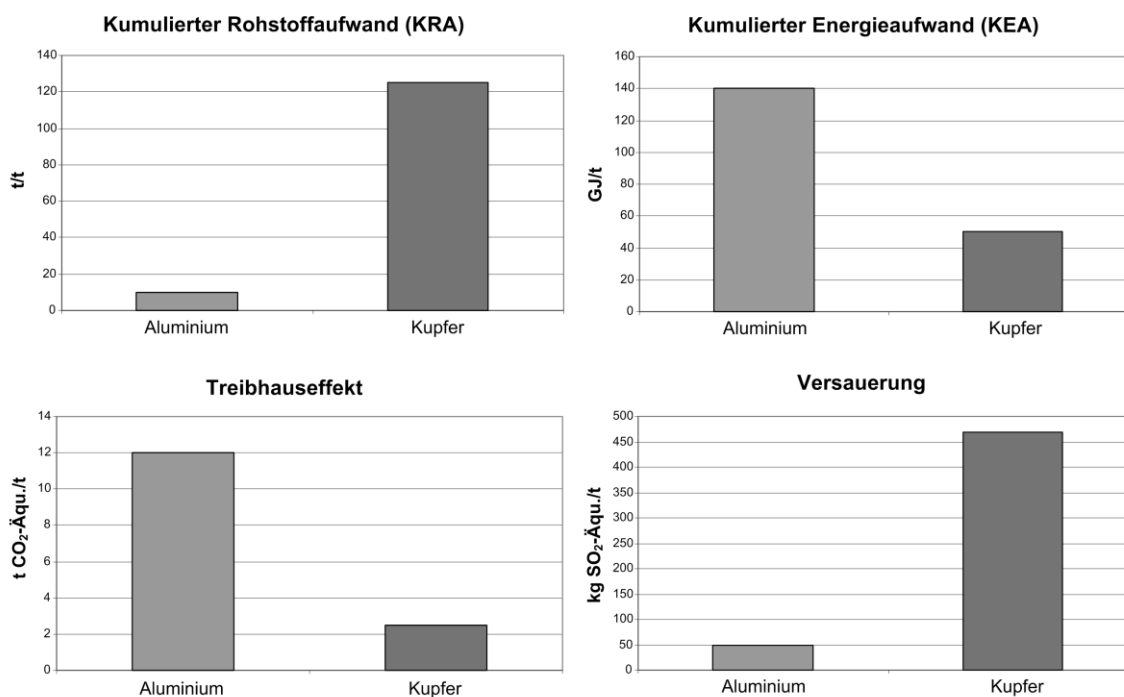 Kumulierter Rohstoffaufwand (KRA)
140
120
100
80
60
40
20
0
t/t
Aluminium
Kupfer
Kumulierter Energieaufwand (KEA)
160
140
120
100
80
60
40
20
0
GJ/t
Aluminium
Kupfer
Treibhauseffekt
14
12
10
8
6
4
2
0
t CO₂-Äqu./t
Aluminium
Kupfer
Versauerung
500
450
400
350
300
250
200
150
100
50
0
kg SO₂-Äqu./t
Aluminium
Kupfer